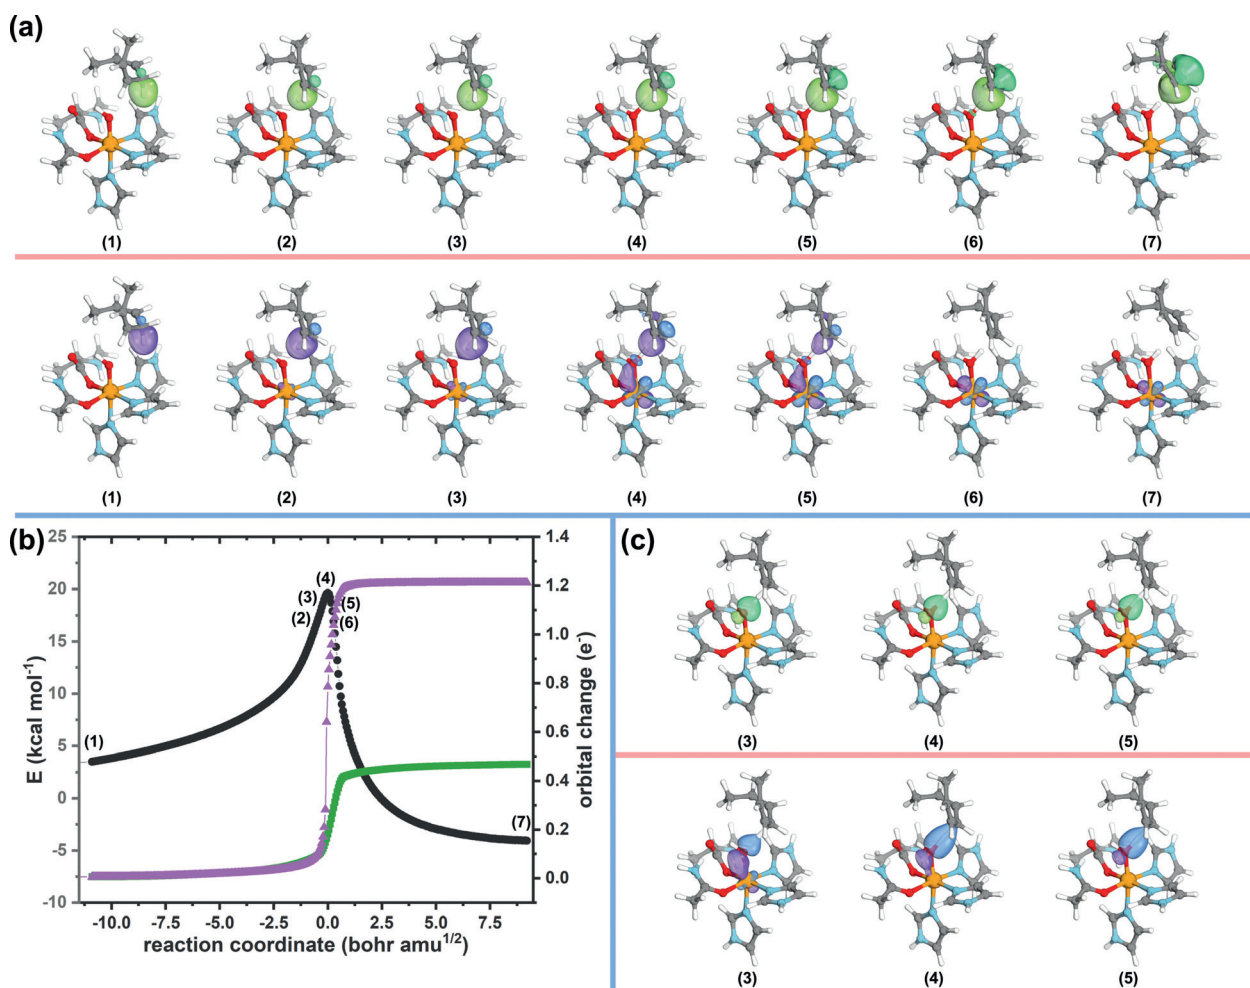 (a)
(1) (2) (3) (4) (5) (6) (7)
(1) (2) (3) (4) (5) (6) (7)
(b)
25
20
15
10
5
0
-5
-10
E (kcal mol⁻¹)
(1)
(2)
(3)
(4)
(5)
(6)
(7)
1.4
1.2
1.0
0.8
0.6
0.4
0.2
0.0
orbital change (e⁻)
-10.0 -7.5 -5.0 -2.5 0.0 2.5 5.0 7.5
reaction coordinate (bohr amu¹/²)
(c)
(3) (4) (5)
(3) (4) (5)